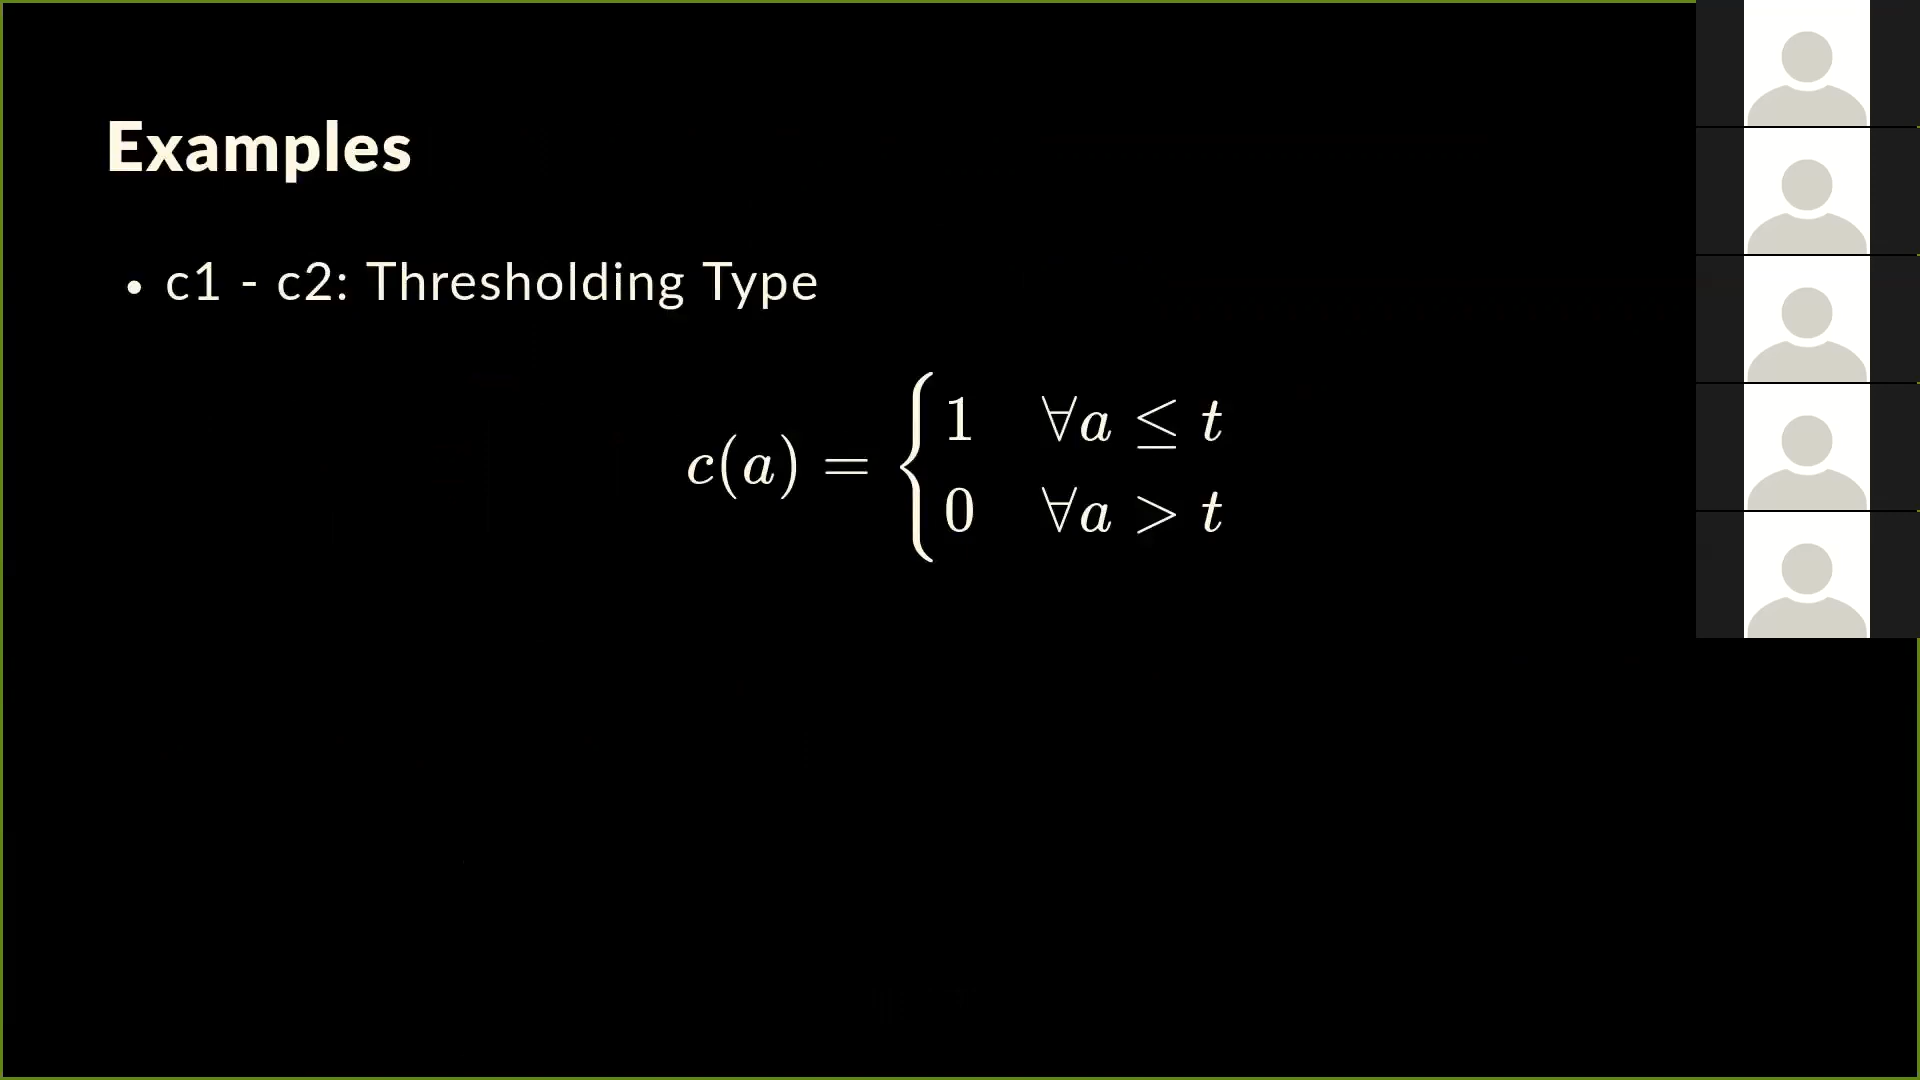 Examples
• c1 - c2: Thresholding Type
c(a) = { 1 ∀a ≤ t
0 ∀a > t